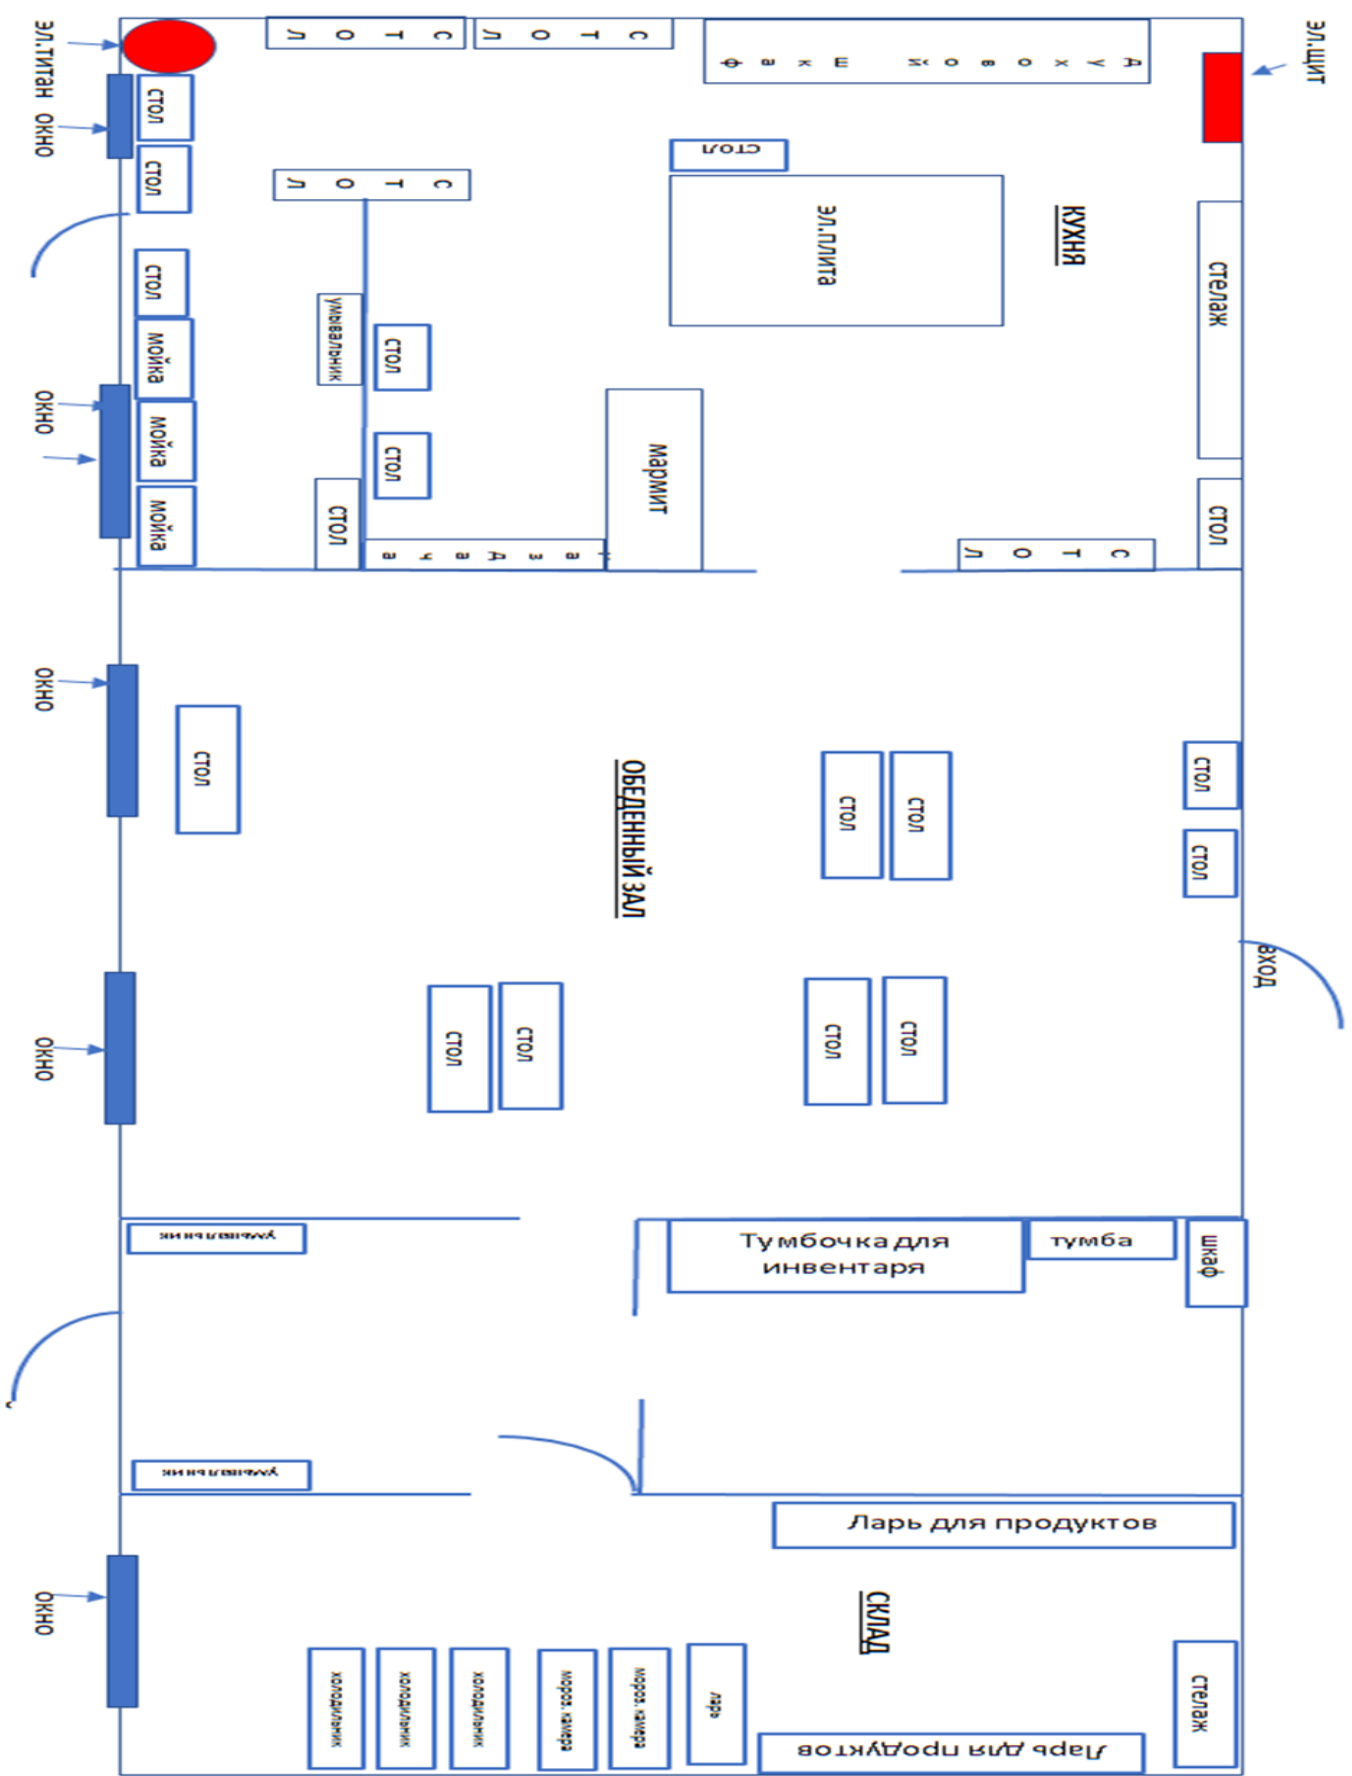 эл.титан
окно
окно
окно
окно
окно
эл.щит
стол
стол
духовой шкаф
стол
стол
стол
стол
эл.плита
КУХНЯ
стелаж
стол
мойка
мойка
мойка
умывальник
стол
стол
стол
раздача
мармит
стол
стол
стол
ОБЕДЕННЫЙ ЗАЛ
стол
стол
стол
стол
вход
стол
стол
стол
стол
умывальник
Тумбочка для
инвентаря
тумба
шкаф
умывальник
Ларь для продуктов
СКЛАД
холодильник
холодильник
холодильник
мороз. камера
мороз. камера
ларь
Ларь для продуктов
стелаж